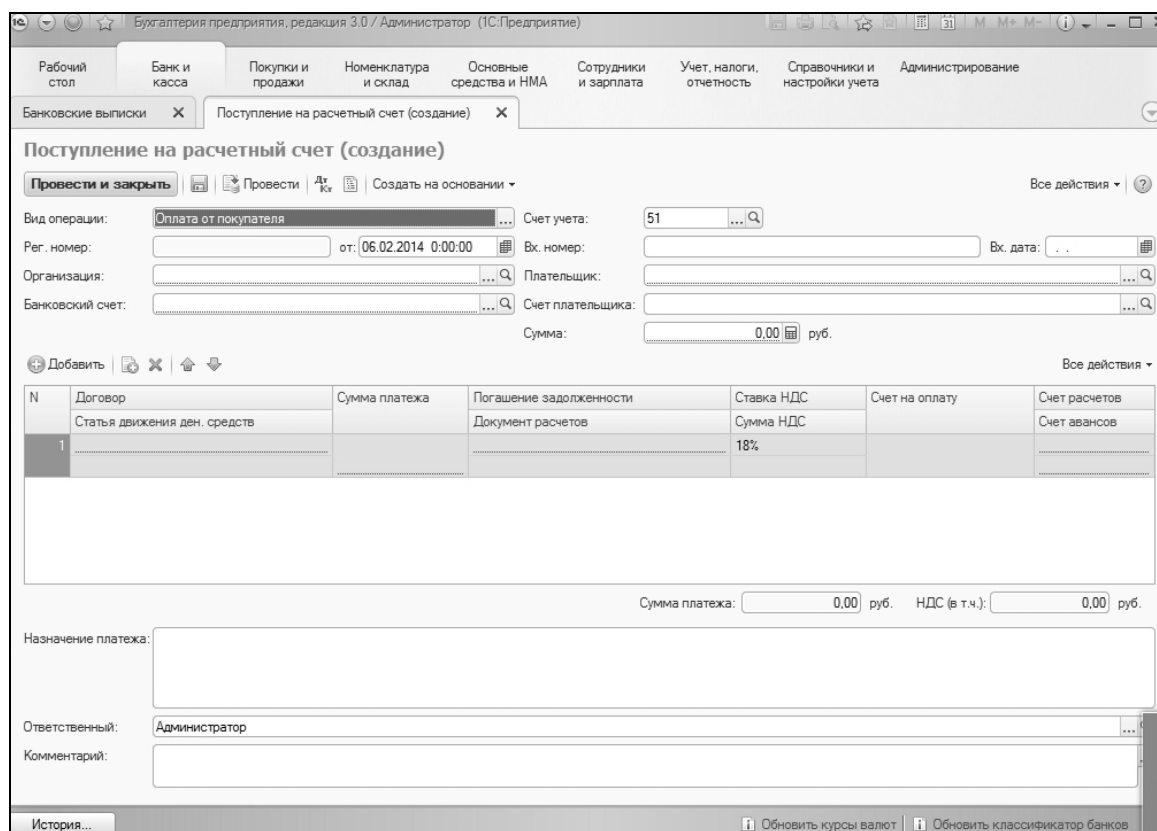 Бухгалтерия предприятия, редакция 3.0 / Администратор (1С:Предприятие) 31 M M+ M-
Рабочий стол Банк и касса Покупки и продажи Номенклатура и склад Основные средства и НМА Сотрудники и зарплата Учет, налоги, отчетность Справочники и настройки учета Администрирование
Банковские выписки Поступление на расчетный счет (создание)
Поступление на расчетный счет (создание)
Провести и закрыть Провести Дт Кт Создать на основании Все действия ?
Вид операции: Оплата от покупателя ... Счет учета: 51 ...
Рег. номер: от: 06.02.2014 0:00:00 Вх. номер: Вх. дата: . .
Организация: ... Плательщик: ...
Банковский счет: ... Счет плательщика: ...
Сумма: 0,00 руб.
Добавить Все действия
N Договор Сумма платежа Погашение задолженности Ставка НДС Счет на оплату Счет расчетов
Статья движения ден. средств Документ расчетов Сумма НДС Счет авансов
1 18%
Сумма платежа: 0,00 руб. НДС (в т.ч.): 0,00 руб.
Назначение платежа:
Ответственный: Администратор ...
Комментарий:
История... Обновить курсы валют Обновить классификатор банков